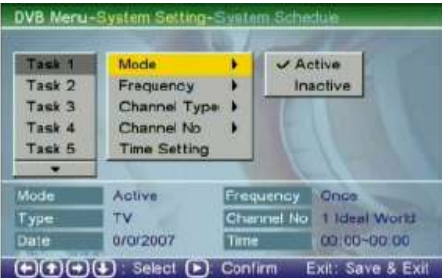 DVB Menu-System Setting-System Schedule
Task 1
Task 2
Task 3
Task 4
Task 5
Mode
Frequency
Channel Type
Channel No
Time Setting
Active
Inactive
Mode Active Frequency Once
Type TV Channel No 1 Ideal World
Date 0/0/2007 Time 00:00~00:00
: Select : Confirm Exit: Save & Exit